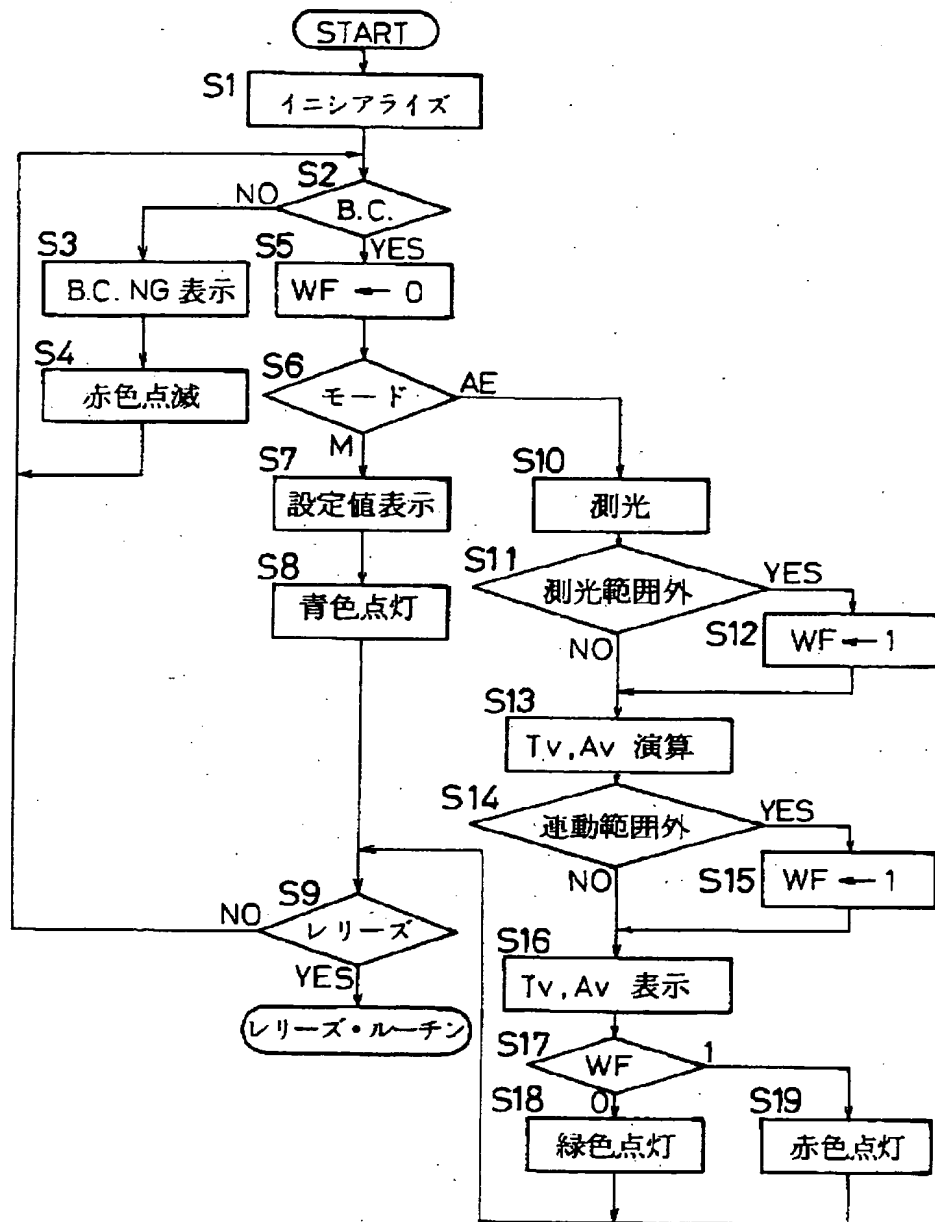 START
S1
イニシアライズ
S2
B.C.
NO
YES
S3
B.C. NG 表示
S4
赤色点滅
S5
WF ← 0
S6
モード
AE
M
S7
設定値表示
S8
青色点灯
S9
レリーズ
NO
YES
レリーズ・ルーチン
S10
測光
S11
測光範囲外
YES
NO
S12
WF ← 1
S13
Tv, Av 演算
S14
連動範囲外
YES
NO
S15
WF ← 1
S16
Tv, Av 表示
S17
WF
1
0
S18
緑色点灯
S19
赤色点灯